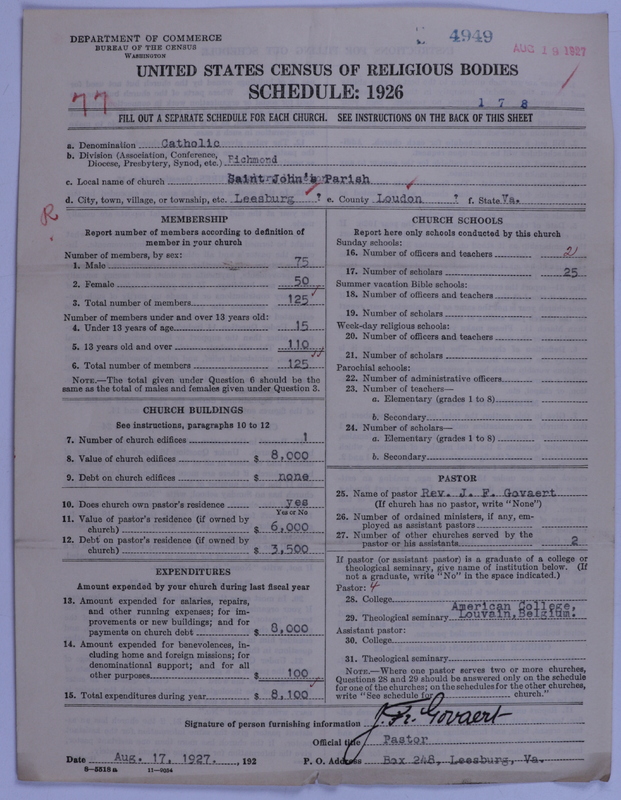 DEPARTMENT OF COMMERCE
BUREAU OF THE CENSUS
WASHINGTON
4949
AUG 19 1927
UNITED STATES CENSUS OF RELIGIOUS BODIES
SCHEDULE: 1926
77
1 7 8
FILL OUT A SEPARATE SCHEDULE FOR EACH CHURCH. SEE INSTRUCTIONS ON THE BACK OF THIS SHEET
a. Denomination Catholic
b. Division (Association, Conference, Diocese, Presbytery, Synod, etc.) Richmond
c. Local name of church Saint John's Parish
d. City, town, village, or township, etc. Leesburg e. County Loudon f. State Va.
R
MEMBERSHIP
Report number of members according to definition of
member in your church
Number of members, by sex:
1. Male 75
2. Female 50
3. Total number of members 125
Number of members under and over 13 years old:
4. Under 13 years of age 15
5. 13 years old and over 110
6. Total number of members 125
NOTE.—The total given under Question 6 should be the
same as the total of males and females given under Question 3.
CHURCH BUILDINGS
See instructions, paragraphs 10 to 12
7. Number of church edifices 1
8. Value of church edifices $ 8,000
9. Debt on church edifices $ none
10. Does church own pastor's residence yes
Yes or No
11. Value of pastor's residence (if owned by
church) $ 6,000
12. Debt on pastor's residence (if owned by
church) $ 3,500
EXPENDITURES
Amount expended by your church during last fiscal year
13. Amount expended for salaries, repairs,
and other running expenses; for im-
provements or new buildings; and for
payments on church debt $ 8,000
14. Amount expended for benevolences, in-
cluding home and foreign missions; for
denominational support; and for all
other purposes $ 100
15. Total expenditures during year $ 8,100
CHURCH SCHOOLS
Report here only schools conducted by this church
Sunday schools:
16. Number of officers and teachers 2
17. Number of scholars 25
Summer vacation Bible schools:
18. Number of officers and teachers
19. Number of scholars
Week-day religious schools:
20. Number of officers and teachers
21. Number of scholars
Parochial schools:
22. Number of administrative officers
23. Number of teachers—
a. Elementary (grades 1 to 8)
b. Secondary
24. Number of scholars—
a. Elementary (grades 1 to 8)
b. Secondary
PASTOR
25. Name of pastor Rev. J. F. Govaert
(If church has no pastor, write "None")
26. Number of ordained ministers, if any, em-
ployed as assistant pastors
27. Number of other churches served by the
pastor or his assistants 2
If pastor (or assistant pastor) is a graduate of a college or
theological seminary, give name of institution below. (If
not a graduate, write "No" in the space indicated.)
Pastor: 4
28. College
American College,
29. Theological seminary Louvain, Belgium.
Assistant pastor:
30. College
31. Theological seminary
NOTE.—Where one pastor serves two or more churches,
Questions 28 and 29 should be answered only on the schedule
for one of the churches; on the schedules for the other churches,
write "See schedule for church."
Signature of person furnishing information J. Fr. Govaert
Official title Pastor
Date Aug. 17, 1927. , 192 P. O. Address Box 248, Leesburg, Va.
8—5518 a 11—9054